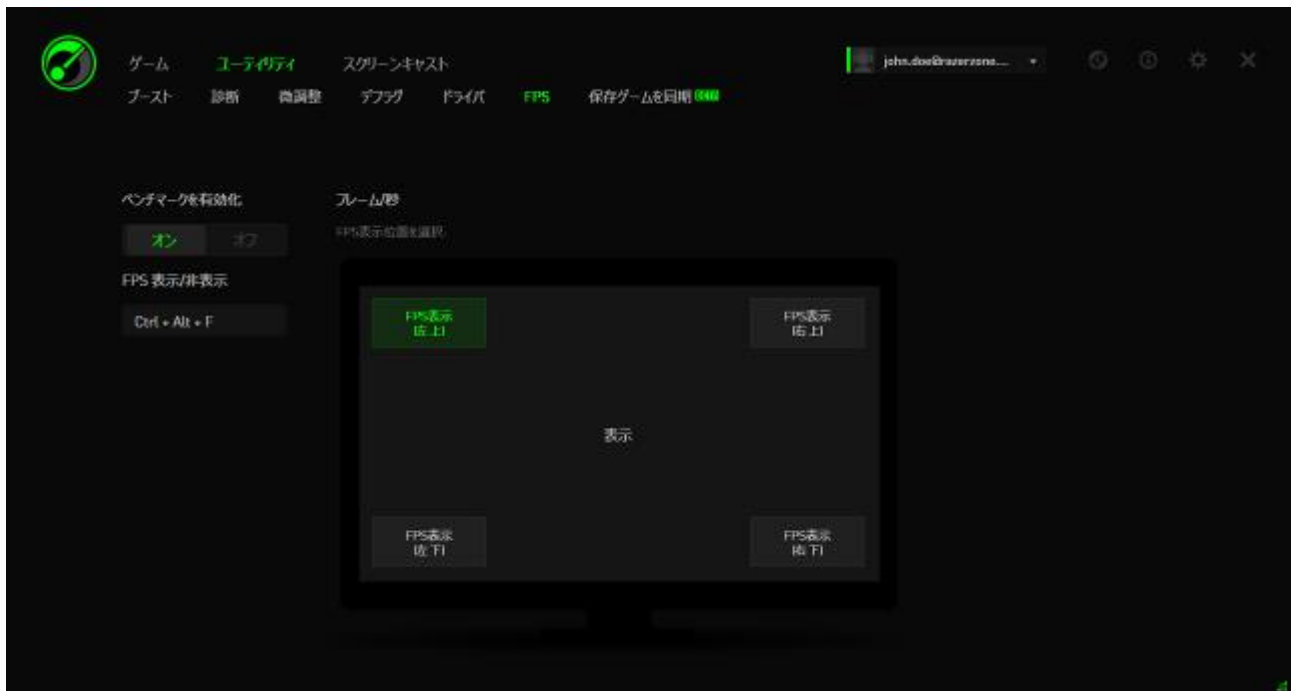 ゲーム ユーティリティ スクリーンキャスト
ブースト 診断 微調整 デフラグ ドライバ FPS 保存ゲームを同期
ベンチマークを有効化
オン オフ
FPS 表示/非表示
Ctrl + Alt + F
フレーム/秒
FPS表示位置を選択
FPS表示
(左上)
FPS表示
(右上)
表示
FPS表示
(左下)
FPS表示
(右下)